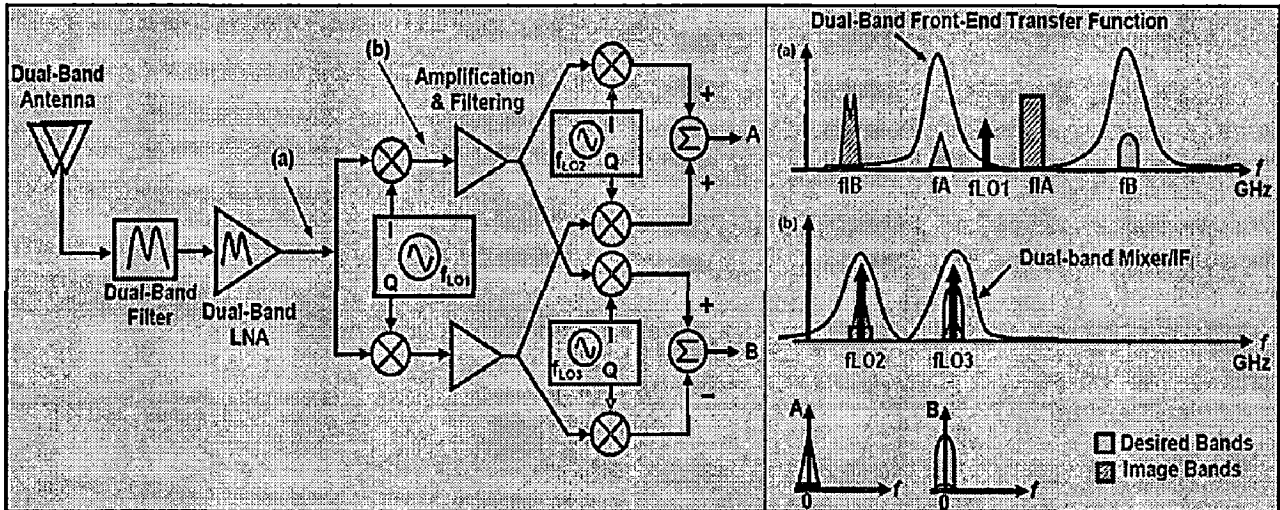 Dual-Band
Antenna
Dual-Band
Filter
Dual-Band
LNA
(a)
(b)
Amplification
& Filtering
I
Q
fLO1
I
fLO2
Q
I
fLO3
Q
+
Σ
A
+
+
Σ
B
−
Dual-Band Front-End Transfer Function
(a)
fIB
fA
fLO1
fIA
fB
f
GHz
(b)
Dual-band Mixer/IF
fLO2
fLO3
f
GHz
A
0
f
B
0
f
Desired Bands
Image Bands